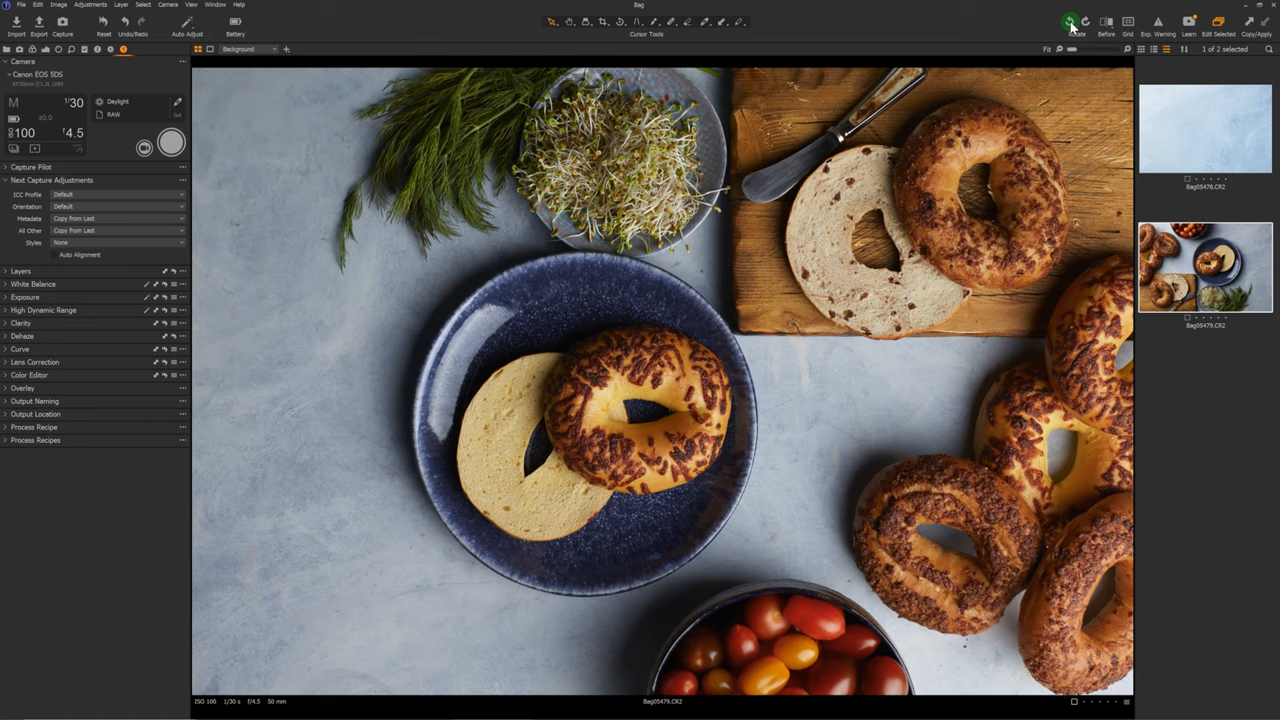 File Edit Image Adjustments Layer Select Camera View Window Help
Bag
Import Export Capture Undo/Redo Auto Adjust Battery
Cursor Tools
Rotate Before Grid Exp. Warning Learn Edit Selected Copy/Apply
Background
Fit
1 of 2 selected
Camera
Canon EOS 5DS
M 1/30
±0.0
100 f4.5
Daylight
RAW
Set
Capture Pilot
Next Capture Adjustments
ICC Profile Default
Orientation Default
Metadata Copy from Last
All Other Copy from Last
Styles None
Auto Alignment
Layers
White Balance
Exposure
High Dynamic Range
Clarity
Dehaze
Curve
Lens Correction
Color Editor
Overlay
Output Naming
Output Location
Process Recipe
Process Recipes
Bag05478.CR2
Bag05479.CR2
ISO 100 1/30 s f/4.5 50 mm
Bag05479.CR2